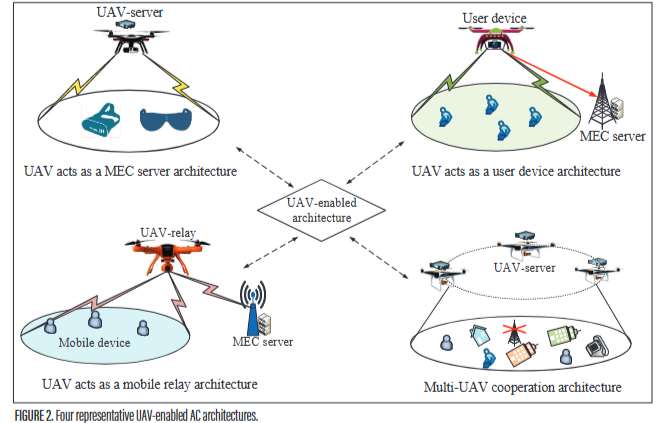 UAV-server
User device
MEC server
UAV acts as a MEC server architecture
UAV acts as a user device architecture
UAV-enabled
architecture
UAV-relay
UAV-server
Mobile device
MEC server
UAV acts as a mobile relay architecture
Multi-UAV cooperation architecture
FIGURE 2. Four representative UAV-enabled AC architectures.